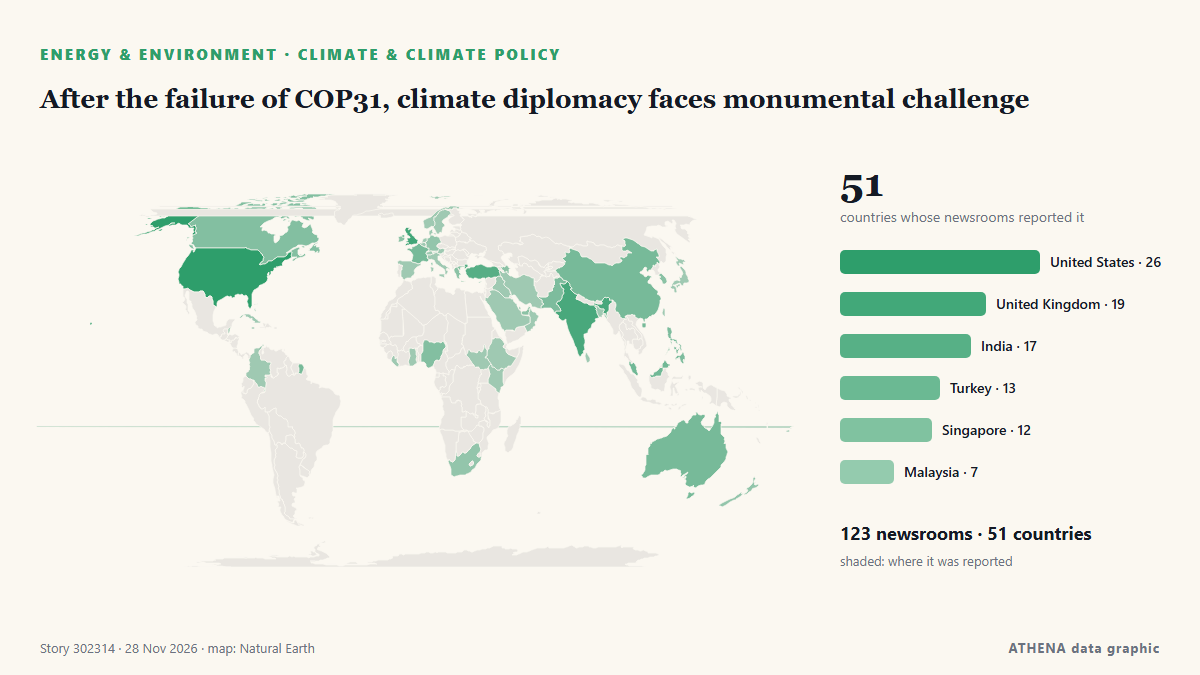 ENERGY & ENVIRONMENT · CLIMATE & CLIMATE POLICY
After the failure of COP31, climate diplomacy faces monumental challenge
51
countries whose newsrooms reported it
United States · 26
United Kingdom · 19
India · 17
Turkey · 13
Singapore · 12
Malaysia · 7
123 newsrooms · 51 countries
shaded: where it was reported
Story 302314 · 28 Nov 2026 · map: Natural Earth
ATHENA data graphic